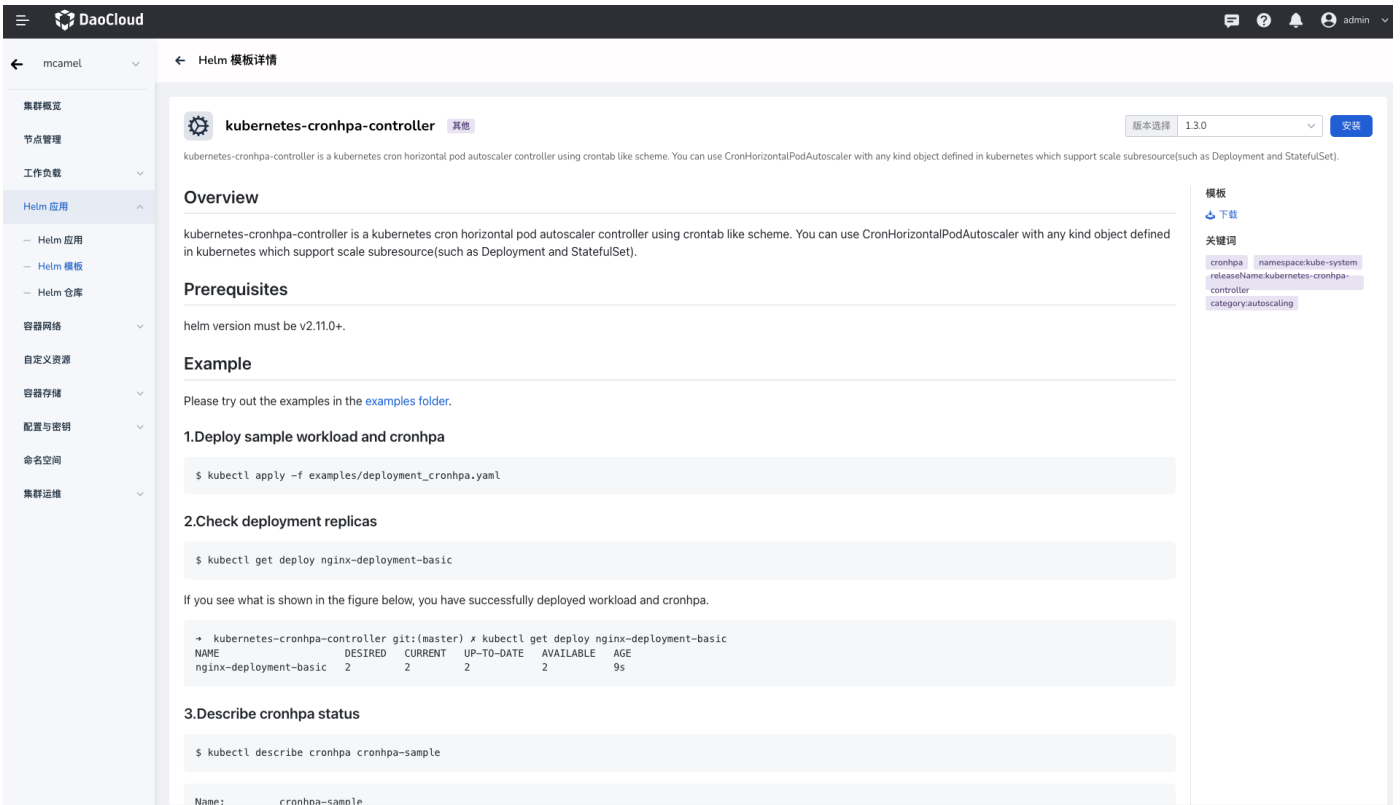 DaoCloud
admin
mcamel
集群概览
节点管理
工作负载
Helm 应用
Helm 应用
Helm 模板
Helm 仓库
容器网络
自定义资源
容器存储
配置与密钥
命名空间
集群运维
Helm 模板详情
kubernetes-cronhpa-controller 其他
版本选择 1.3.0 安装
kubernetes-cronhpa-controller is a kubernetes cron horizontal pod autoscaler controller using crontab like scheme. You can use CronHorizontalPodAutoscaler with any kind object defined in kubernetes which support scale subresource(such as Deployment and StatefulSet).
Overview
kubernetes-cronhpa-controller is a kubernetes cron horizontal pod autoscaler controller using crontab like scheme. You can use CronHorizontalPodAutoscaler with any kind object defined
in kubernetes which support scale subresource(such as Deployment and StatefulSet).
Prerequisites
helm version must be v2.11.0+.
Example
Please try out the examples in the examples folder.
1.Deploy sample workload and cronhpa
$ kubectl apply -f examples/deployment_cronhpa.yaml
2.Check deployment replicas
$ kubectl get deploy nginx-deployment-basic
If you see what is shown in the figure below, you have successfully deployed workload and cronhpa.
➜ kubernetes-cronhpa-controller git:(master) ✗ kubectl get deploy nginx-deployment-basic
NAME DESIRED CURRENT UP-TO-DATE AVAILABLE AGE
nginx-deployment-basic 2 2 2 2 9s
3.Describe cronhpa status
$ kubectl describe cronhpa cronhpa-sample
Name: cronhpa-sample
模板
下载
关键词
cronhpa namespace:kube-system
releaseName:kubernetes-cronhpa-
controller
category:autoscaling